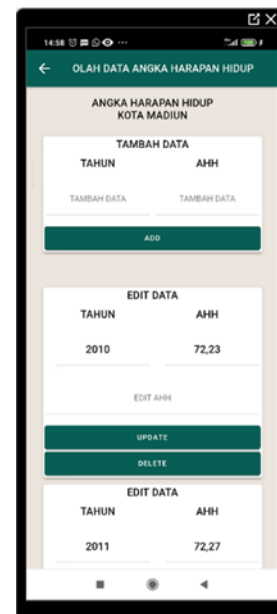 14:58
OLAH DATA ANGKA HARAPAN HIDUP
ANGKA HARAPAN HIDUP
KOTA MADIUN
TAMBAH DATA
TAHUN AHH
TAMBAH DATA TAMBAH DATA
ADD
EDIT DATA
TAHUN AHH
2010 72,23
EDIT AHH
UPDATE
DELETE
EDIT DATA
TAHUN AHH
2011 72,27